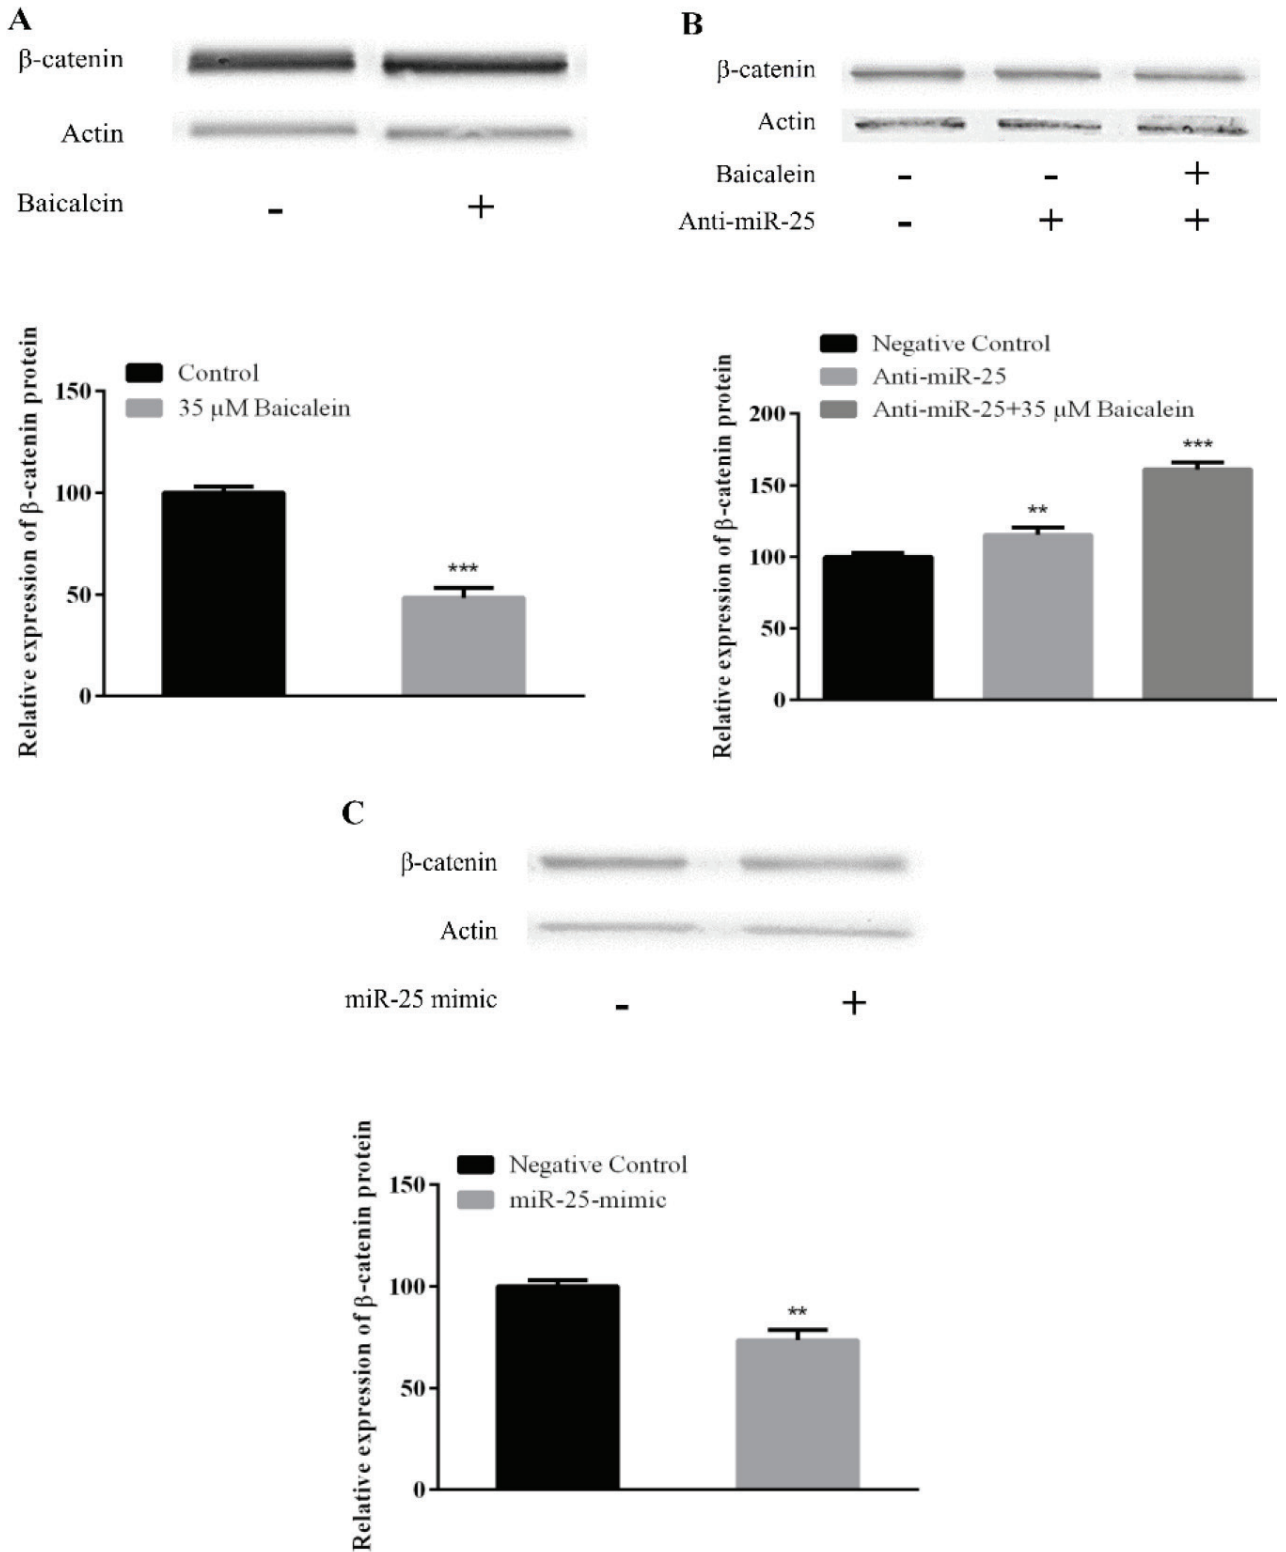 A
β-catenin
Actin
Baicalein
- +
Relative expression of β-catenin protein
Control
35 μM Baicalein
150
100
50
0
***
B
β-catenin
Actin
Baicalein - - +
Anti-miR-25 - + +
Relative expression of β-catenin protein
Negative Control
Anti-miR-25
Anti-miR-25+35 μM Baicalein
200
150
100
50
0
**
***
C
β-catenin
Actin
miR-25 mimic - +
Relative expression of β-catenin protein
Negative Control
miR-25-mimic
150
100
50
0
**